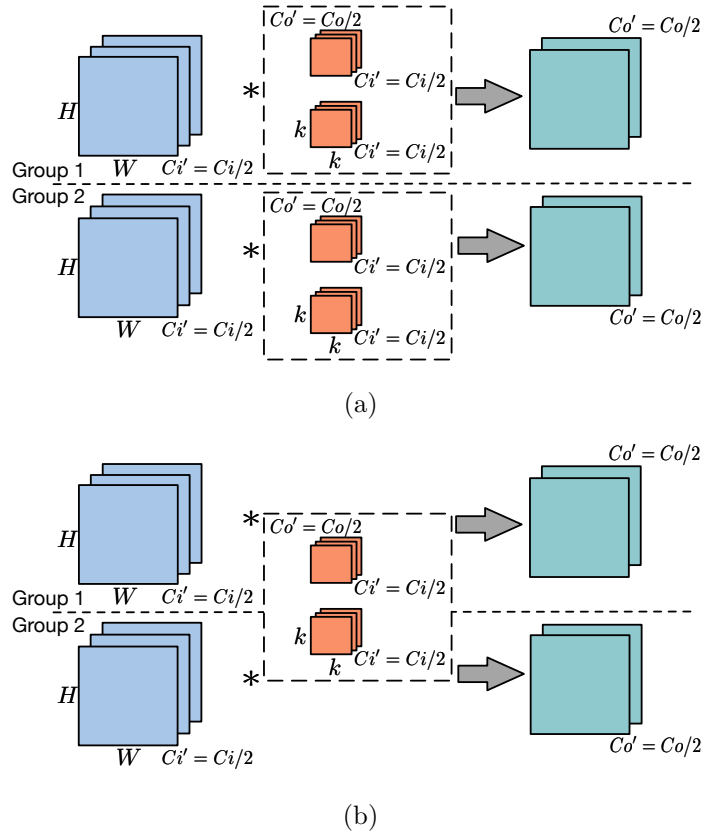 Co′ = Co/2
Co′ = Co/2
H
*
Ci′ = Ci/2
k
Ci′ = Ci/2
k
Group 1
W
Ci′ = Ci/2
Group 2
Co′ = Co/2
H
*
Ci′ = Ci/2
k
Co′ = Co/2
W
Ci′ = Ci/2
k
Ci′ = Ci/2
(a)
Co′ = Co/2
*
Co′ = Co/2
H
Ci′ = Ci/2
Group 1
W
Ci′ = Ci/2
Group 2
k
Ci′ = Ci/2
k
H
*
W
Ci′ = Ci/2
Co′ = Co/2
(b)